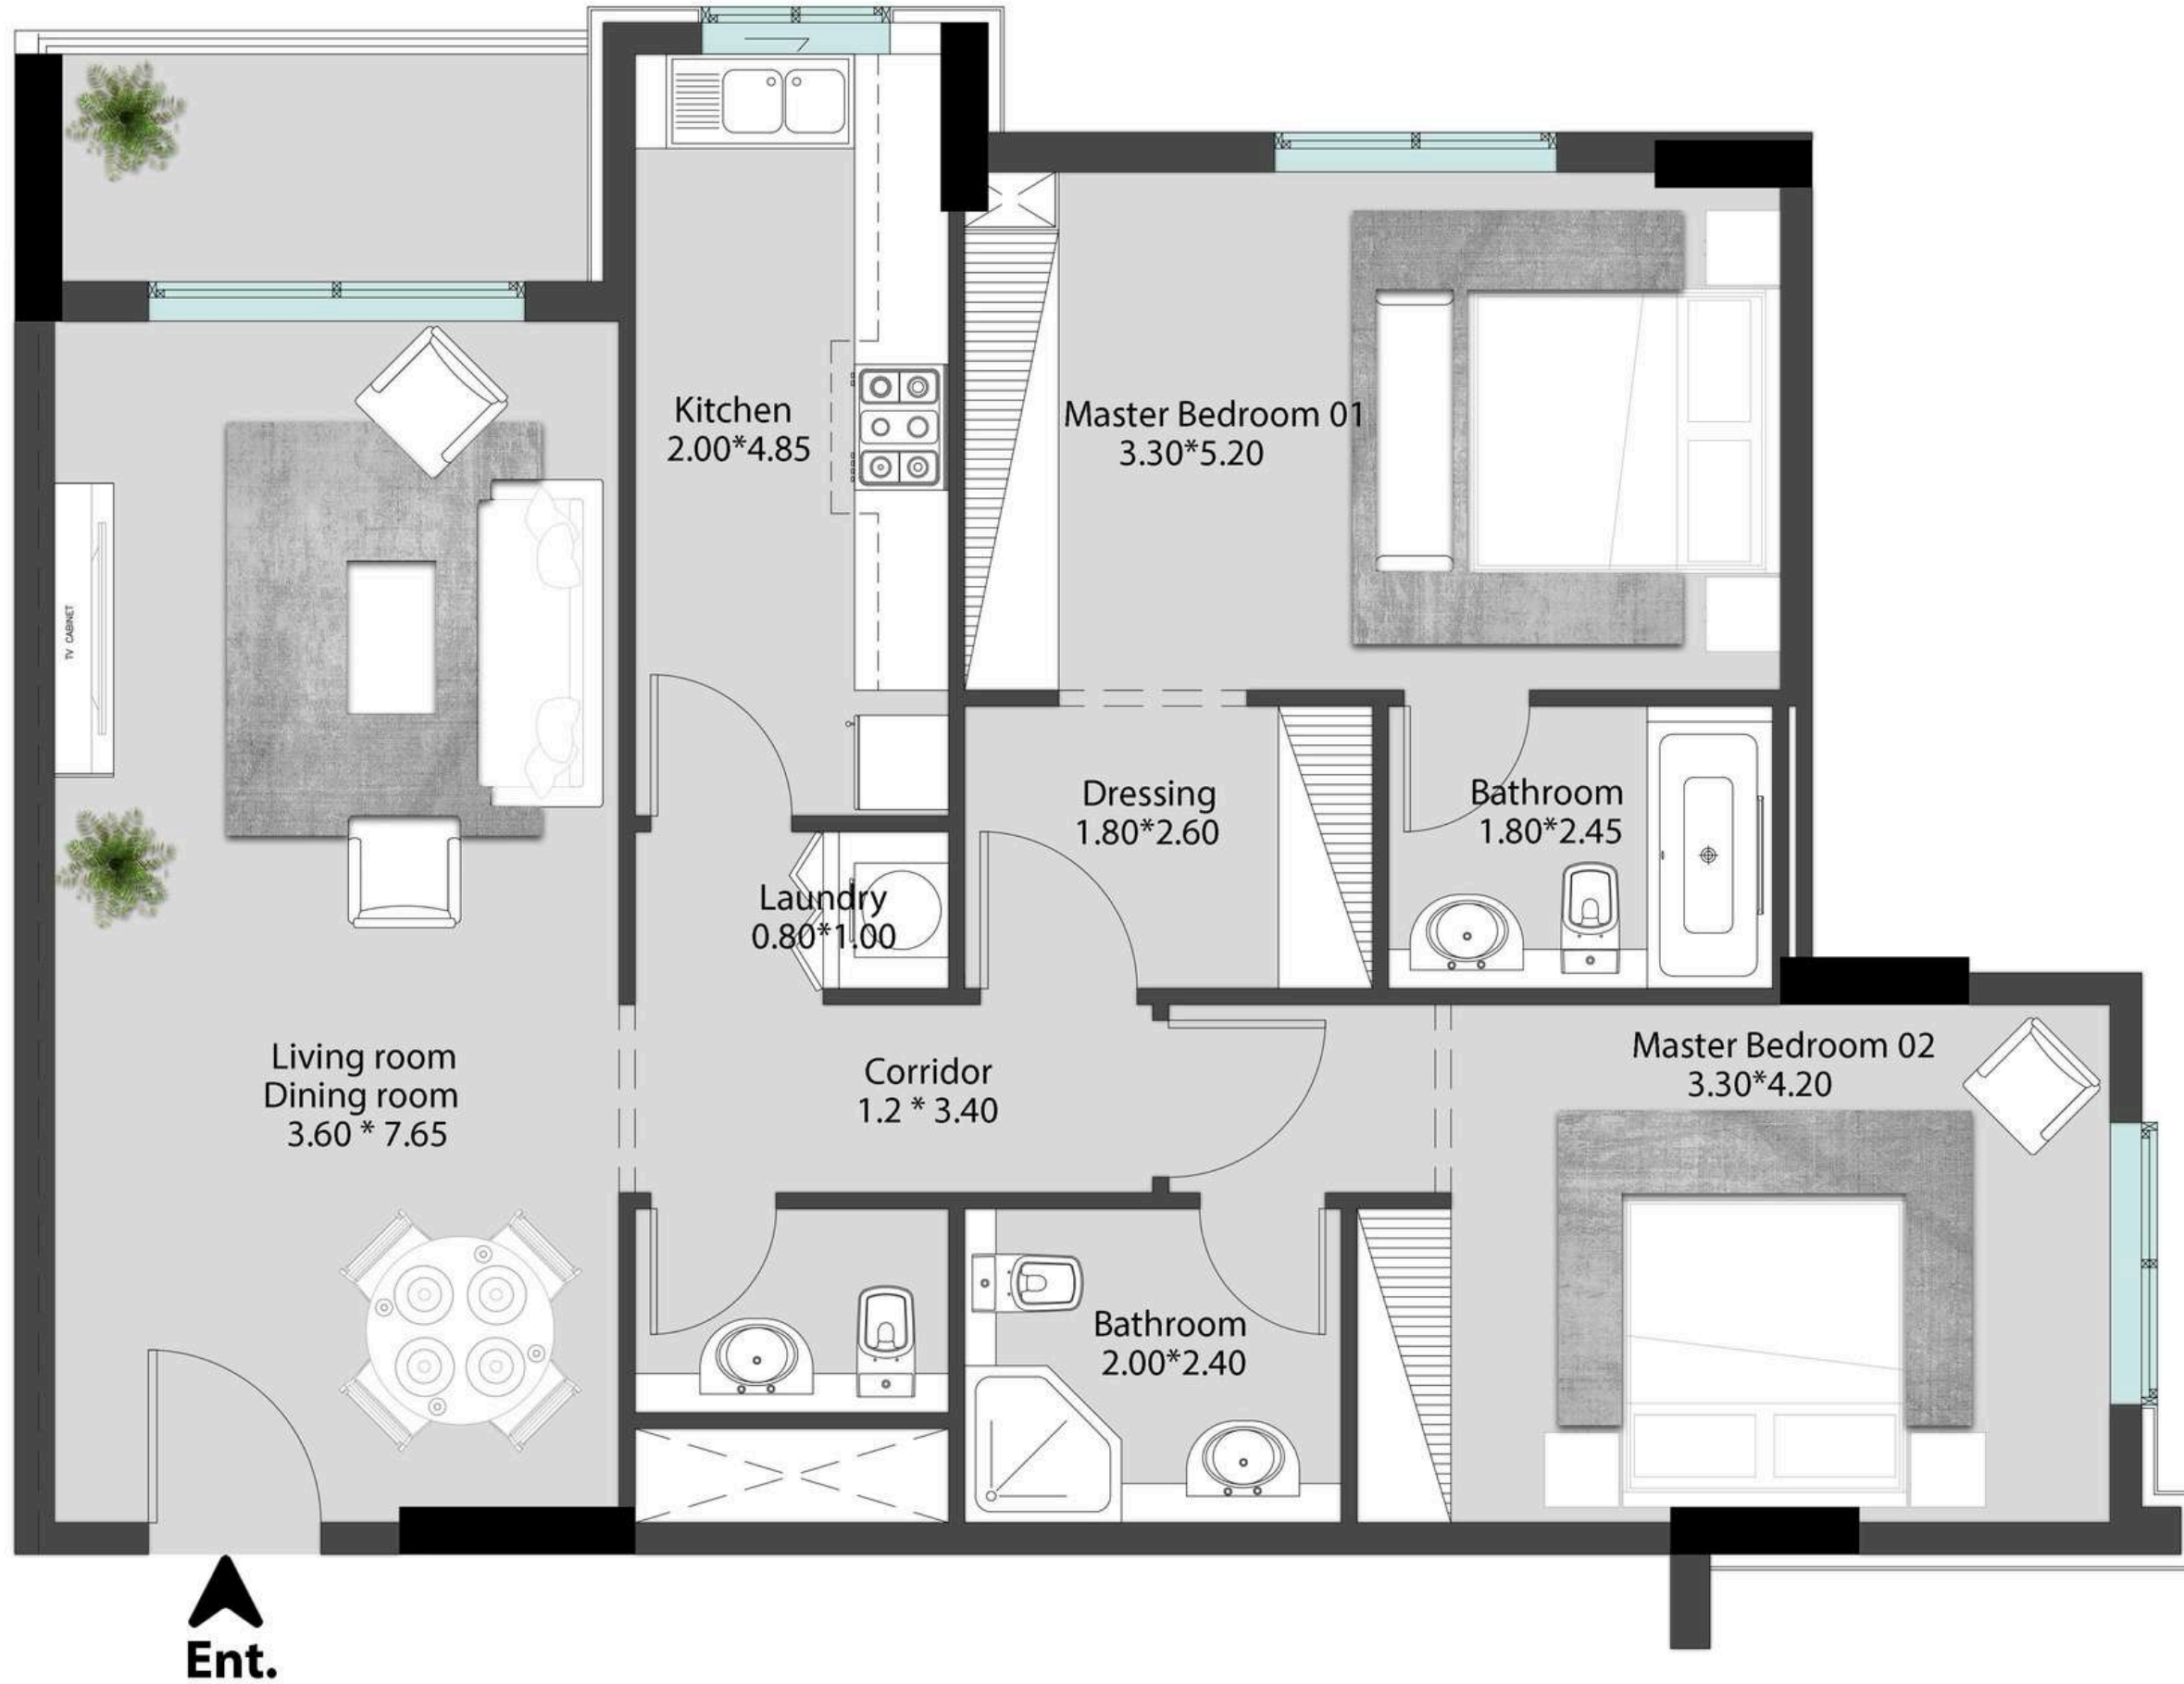 Kitchen
2.00*4.85
Master Bedroom 01
3.30*5.20
TV CABINET
Dressing
1.80*2.60
Bathroom
1.80*2.45
Laundry
0.80*1.00
Living room
Dining room
3.60 * 7.65
Corridor
1.2 * 3.40
Master Bedroom 02
3.30*4.20
Bathroom
2.00*2.40
Ent.